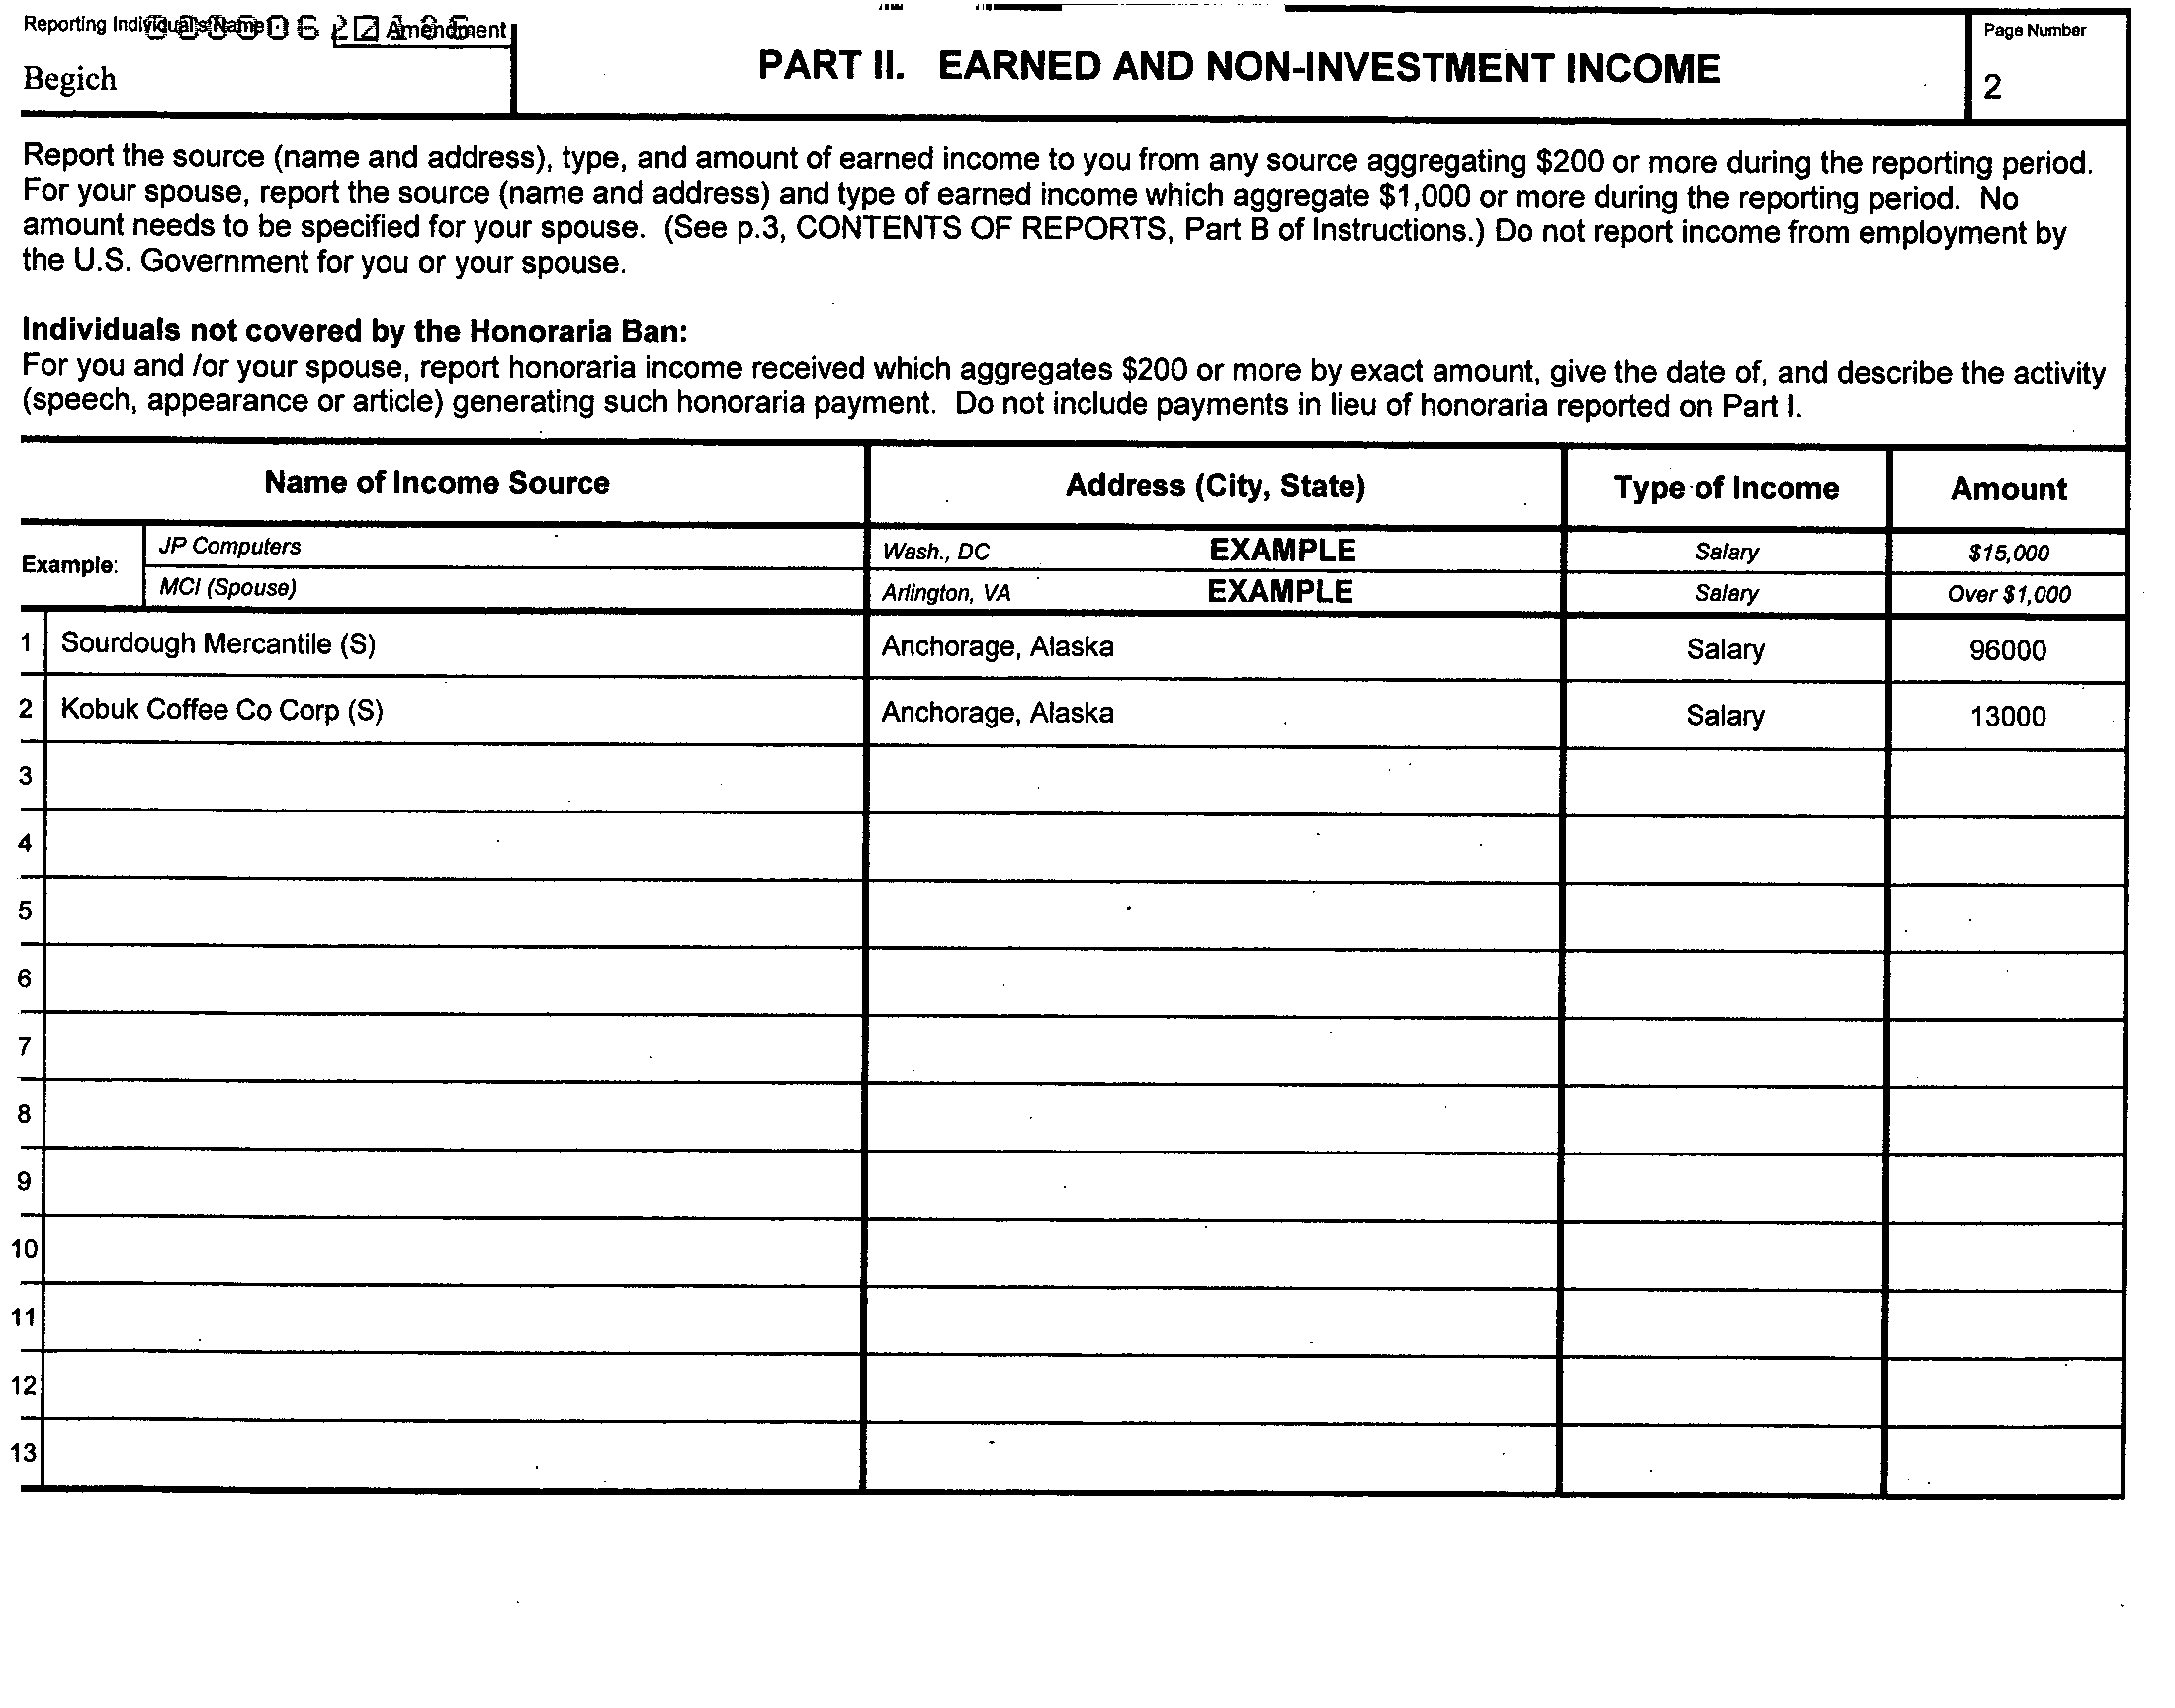 Reporting Individual's Name
Amendment
Begich
PART II. EARNED AND NON-INVESTMENT INCOME
Page Number
2
Report the source (name and address), type, and amount of earned income to you from any source aggregating $200 or more during the reporting period.
For your spouse, report the source (name and address) and type of earned income which aggregate $1,000 or more during the reporting period. No
amount needs to be specified for your spouse. (See p.3, CONTENTS OF REPORTS, Part B of Instructions.) Do not report income from employment by
the U.S. Government for you or your spouse.
Individuals not covered by the Honoraria Ban:
For you and /or your spouse, report honoraria income received which aggregates $200 or more by exact amount, give the date of, and describe the activity
(speech, appearance or article) generating such honoraria payment. Do not include payments in lieu of honoraria reported on Part I.
Name of Income Source Address (City, State) Type of Income Amount
Example:
JP Computers Wash., DC EXAMPLE Salary $15,000
MCI (Spouse) Arlington, VA EXAMPLE Salary Over $1,000
1 Sourdough Mercantile (S) Anchorage, Alaska Salary 96000
2 Kobuk Coffee Co Corp (S) Anchorage, Alaska Salary 13000
3
4
5
6
7
8
9
10
11
12
13